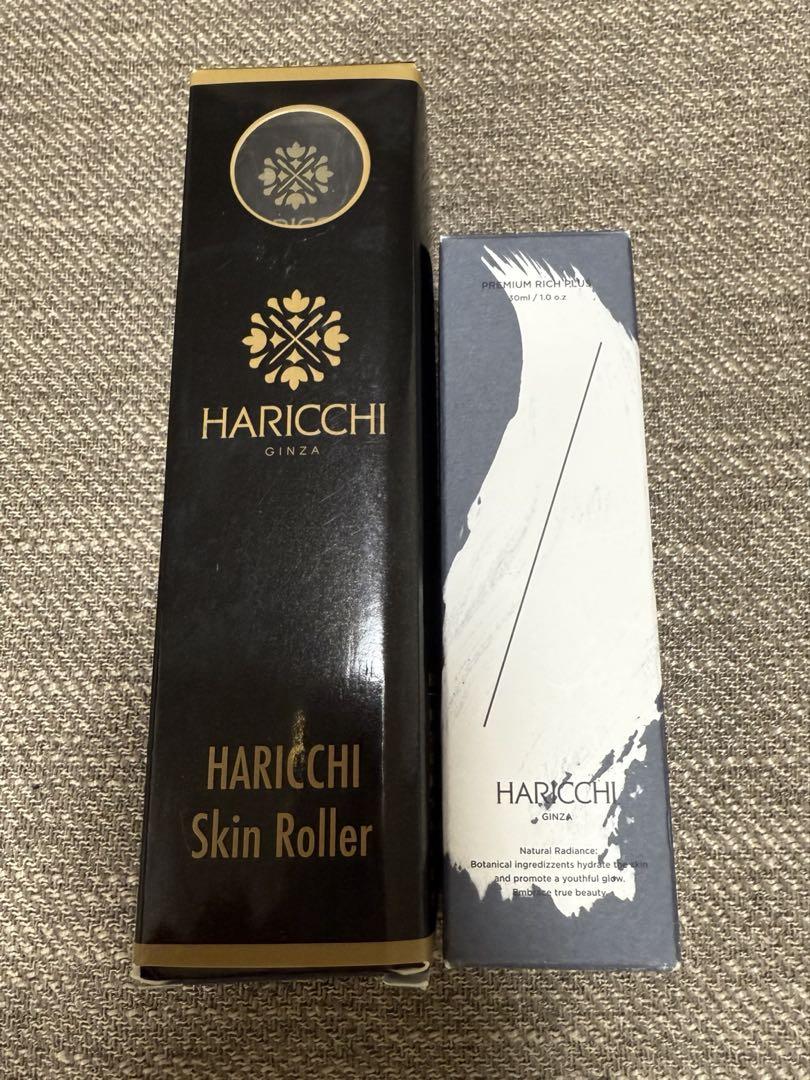 HARICCHI
GINZA
HARICCHI
Skin Roller
PREMIUM RICH PLUS
30ml / 1.0 o.z
HARICCHI
GINZA
Natural Radiance:
Botanical ingredizzents hydrate the skin
and promote a youthful glow.
Embrace true beauty.